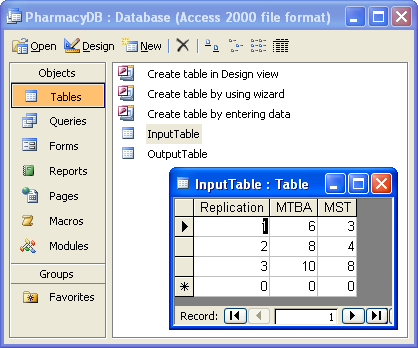 PharmacyDB : Database (Access 2000 file format)
Open Design New
Objects
Tables
Queries
Forms
Reports
Pages
Macros
Modules
Groups
Favorites
Create table in Design view
Create table by using wizard
Create table by entering data
InputTable
OutputTable
InputTable : Table
Replication MTBA MST
1 6 3
2 8 4
3 10 8
0 0 0
Record: 1